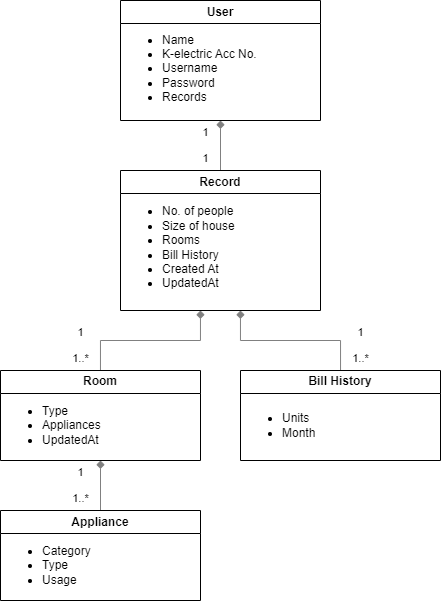 User
Name
K-electric Acc No.
Username
Password
Records
1
1
Record
No. of people
Size of house
Rooms
Bill History
Created At
UpdatedAt
1
1..*
1
1..*
Room
Type
Appliances
UpdatedAt
Bill History
Units
Month
1
1..*
Appliance
Category
Type
Usage